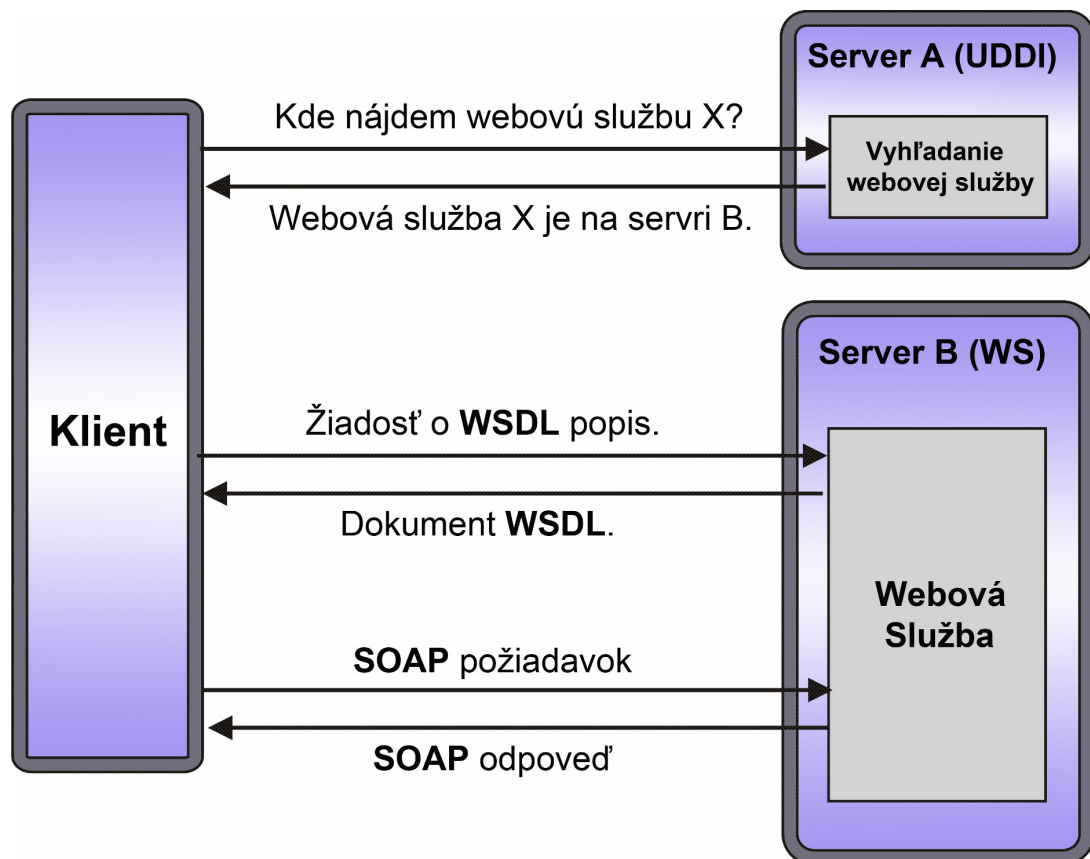 Server A (UDDI)
Kde nájdem webovú službu X?
Vyhľadanie
webovej služby
Webová služba X je na servri B.
Server B (WS)
Klient
Žiadosť o WSDL popis.
Dokument WSDL.
Webová
Služba
SOAP požiadavok
SOAP odpoveď